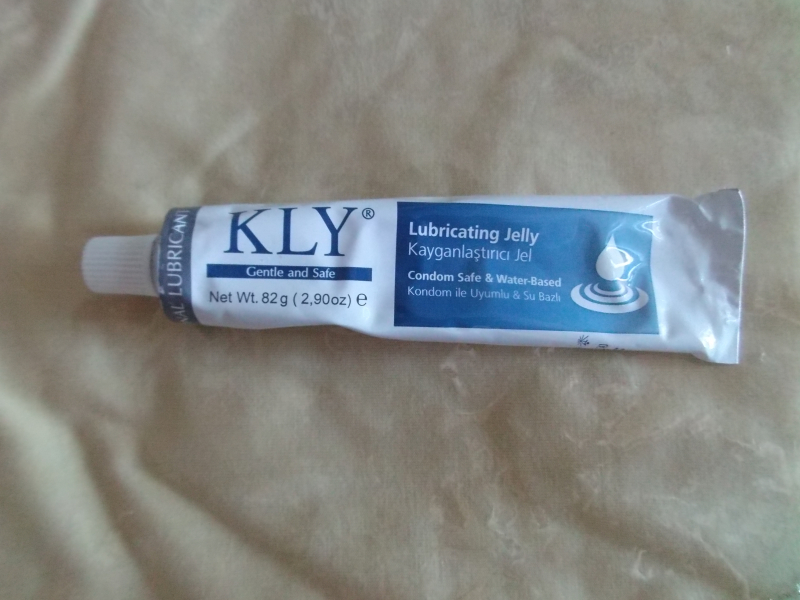 KLY®
Gentle and Safe
Net Wt. 82g ( 2,90oz) ℮
Lubricating Jelly
Kayganlaştırıcı Jel
Condom Safe & Water-Based
Kondom ile Uyumlu & Su Bazlı
LUBRICANT